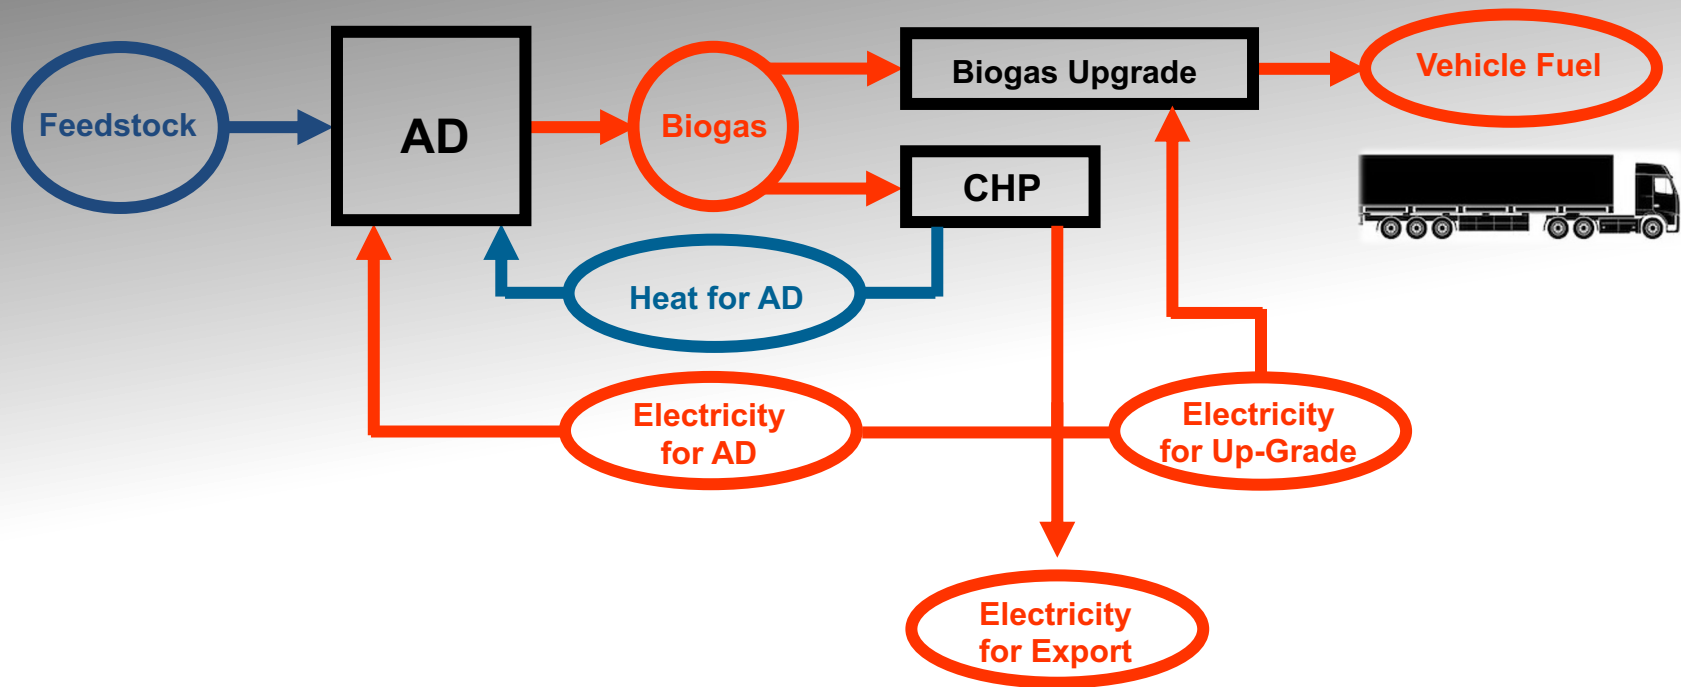 Feedstock
AD
Biogas
Biogas Upgrade
Vehicle Fuel
CHP
Heat for AD
Electricity
for AD
Electricity
for Up-Grade
Electricity
for Export